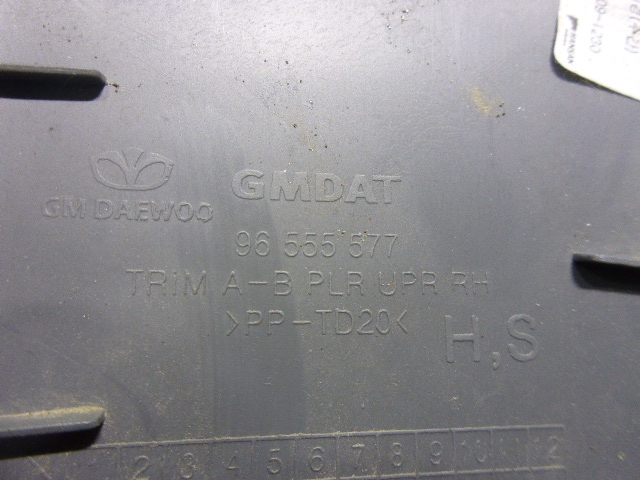 GMDAT
GM DAEWOO
96 555 577
TRIM A-B PLR UPR RH
>PP-TD20<
H,S
2 3 4 5 6 7 8 9 10 11 12